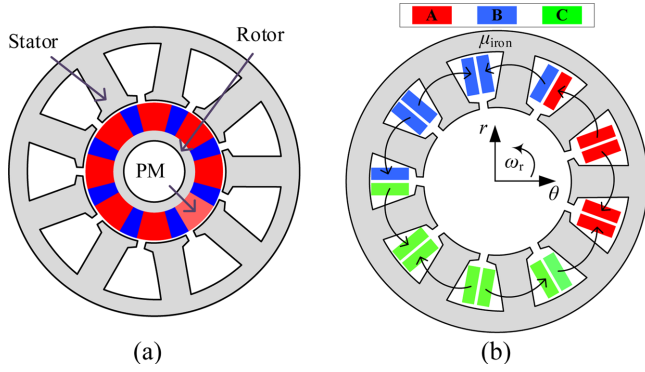 A B C
Stator
Rotor
PM
μiron
r
ωr
θ
(a)
(b)